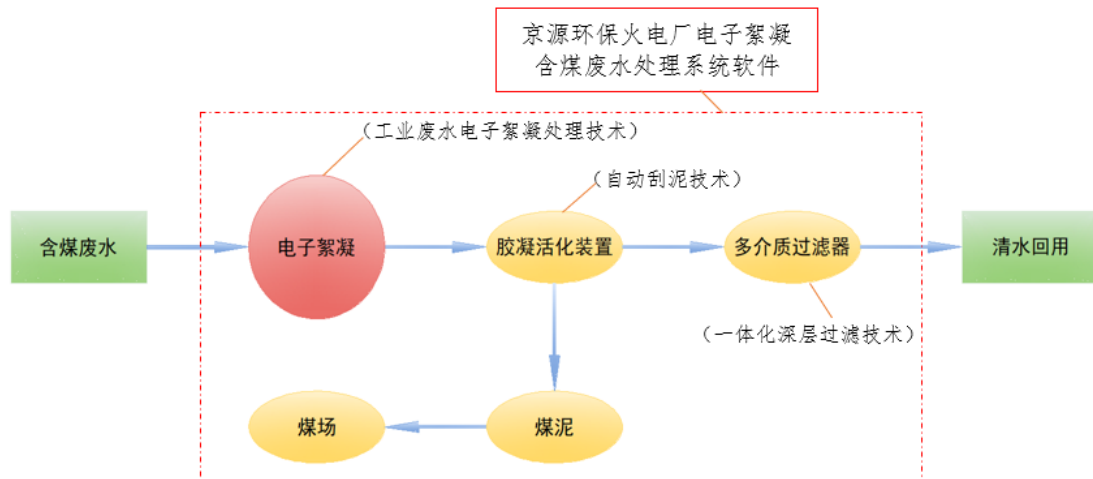 京源环保火电厂电子絮凝
含煤废水处理系统软件
（工业废水电子絮凝处理技术）
（自动刮泥技术）
含煤废水
电子絮凝
胶凝活化装置
多介质过滤器
清水回用
（一体化深层过滤技术）
煤场
煤泥